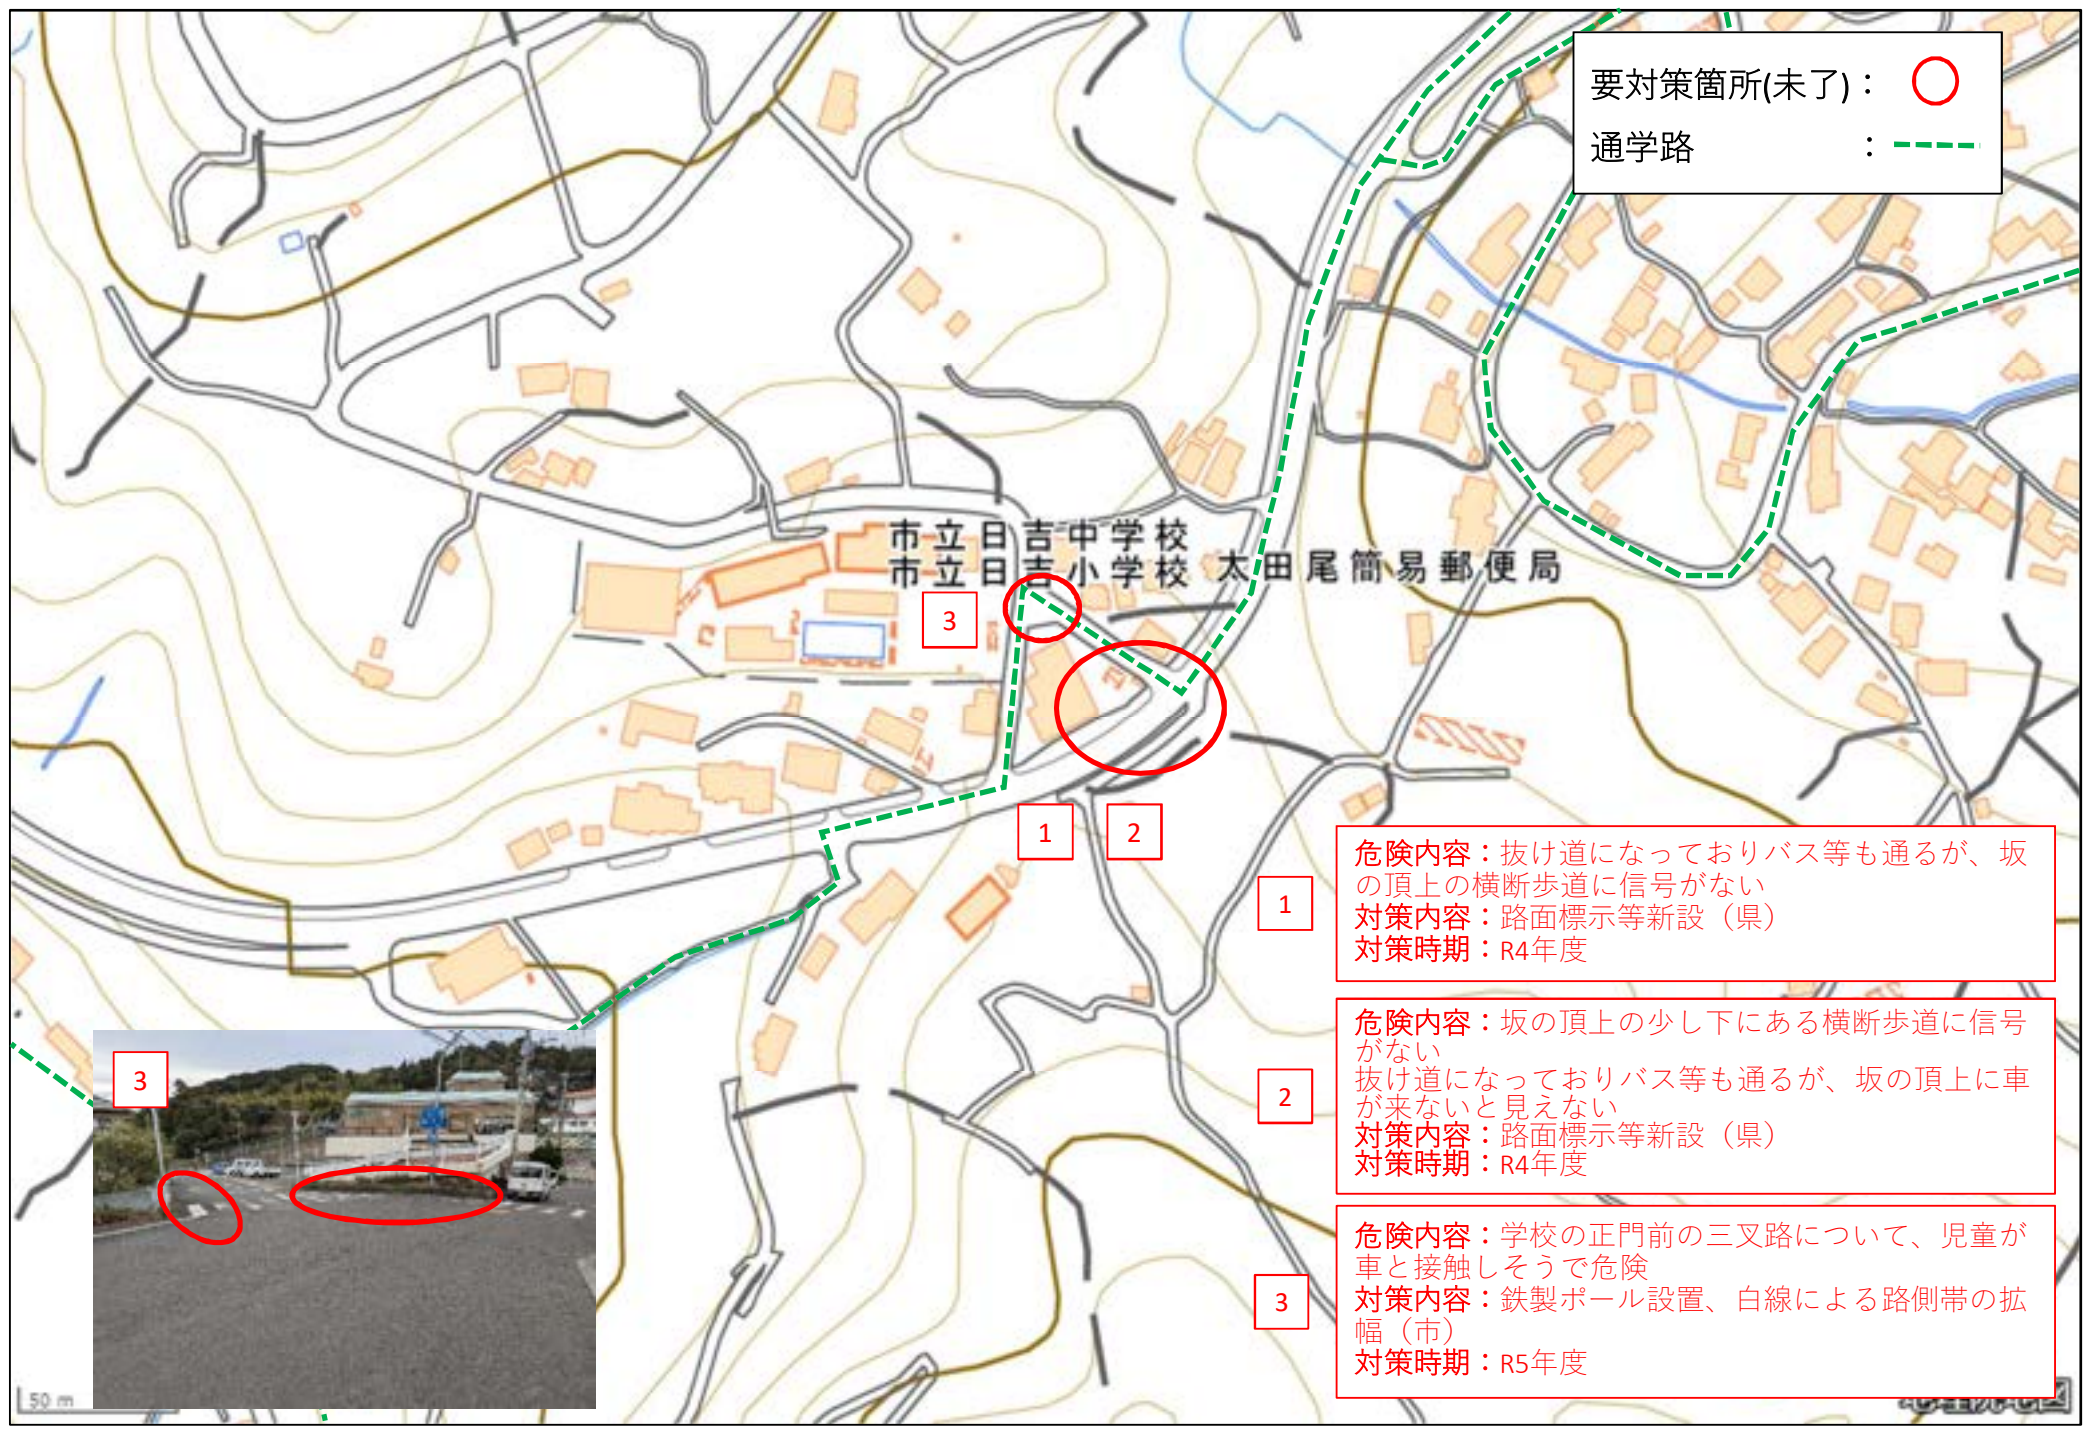 要対策箇所(未了)：
通学路　　　　　：
市立日吉中学校
市立日吉小学校
太田尾簡易郵便局
3
1
2
1
危険内容：抜け道になっておりバス等も通るが、坂
の頂上の横断歩道に信号がない
対策内容：路面標示等新設（県）
対策時期：R4年度
2
危険内容：坂の頂上の少し下にある横断歩道に信号
がない
抜け道になっておりバス等も通るが、坂の頂上に車
が来ないと見えない
対策内容：路面標示等新設（県）
対策時期：R4年度
3
危険内容：学校の正門前の三叉路について、児童が
車と接触しそうで危険
対策内容：鉄製ポール設置、白線による路側帯の拡
幅（市）
対策時期：R5年度
3
50 m